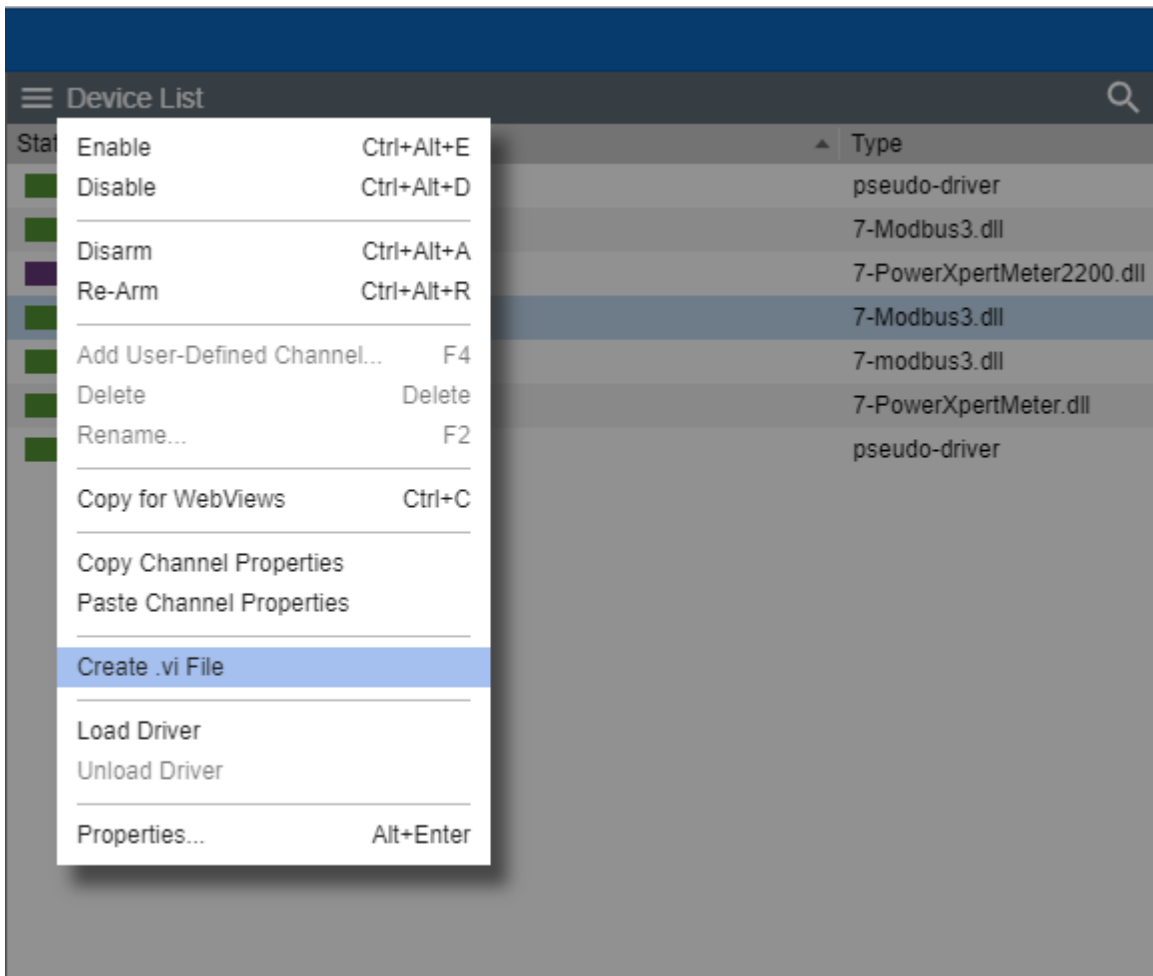 Device List
Stat Type
Enable Ctrl+Alt+E
Disable Ctrl+Alt+D
Disarm Ctrl+Alt+A
Re-Arm Ctrl+Alt+R
Add User-Defined Channel... F4
Delete Delete
Rename... F2
Copy for WebViews Ctrl+C
Copy Channel Properties
Paste Channel Properties
Create .vi File
Load Driver
Unload Driver
Properties... Alt+Enter
pseudo-driver
7-Modbus3.dll
7-PowerXpertMeter2200.dll
7-Modbus3.dll
7-modbus3.dll
7-PowerXpertMeter.dll
pseudo-driver